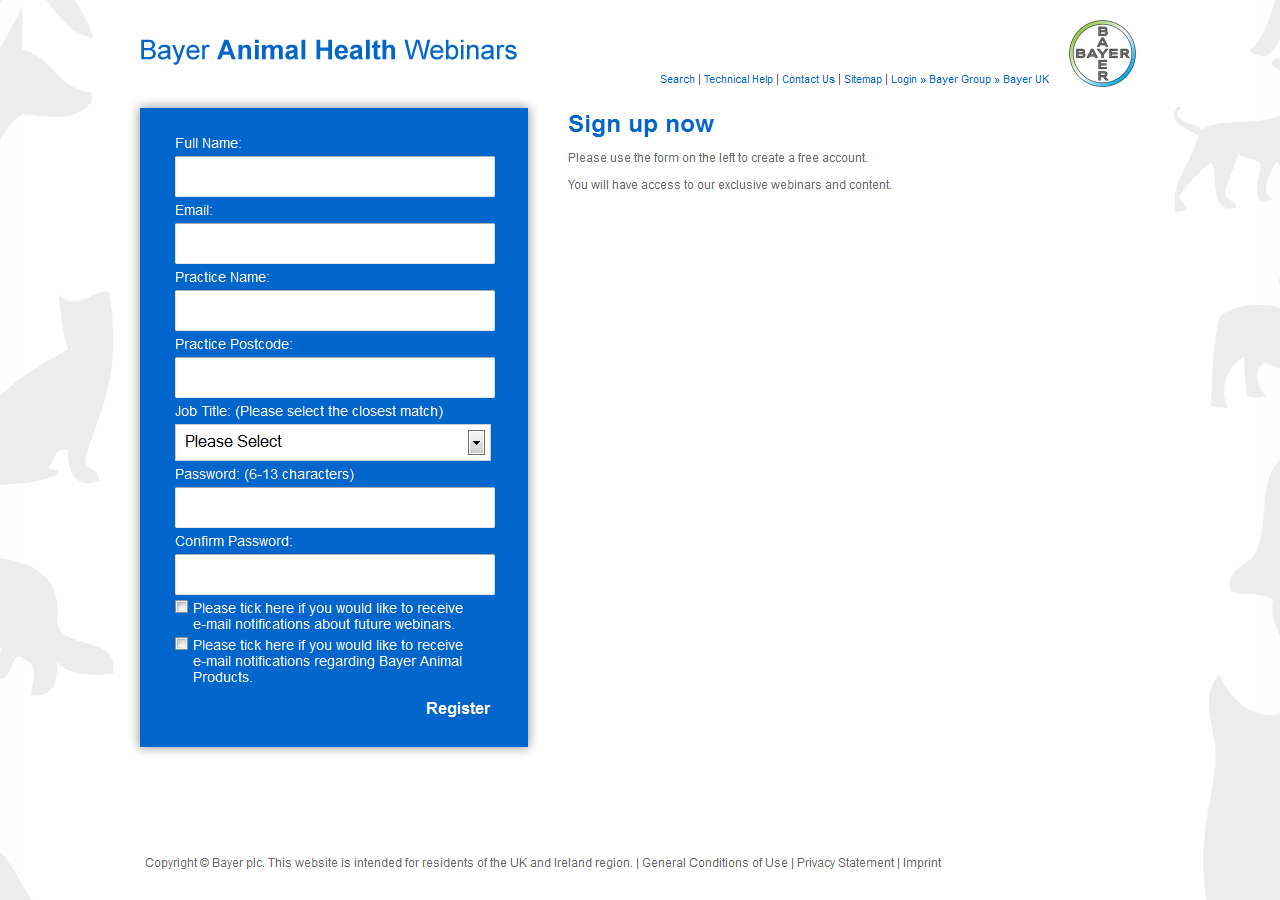 Bayer Animal Health Webinars
BAYER
BAYER
Search | Technical Help | Contact Us | Sitemap | Login » Bayer Group » Bayer UK
Full Name:
Email:
Practice Name:
Practice Postcode:
Job Title: (Please select the closest match)
Please Select
Password: (6-13 characters)
Confirm Password:
Please tick here if you would like to receive
e-mail notifications about future webinars.
Please tick here if you would like to receive
e-mail notifications regarding Bayer Animal
Products.
Register
Sign up now
Please use the form on the left to create a free account.
You will have access to our exclusive webinars and content.
Copyright © Bayer plc. This website is intended for residents of the UK and Ireland region. | General Conditions of Use | Privacy Statement | Imprint